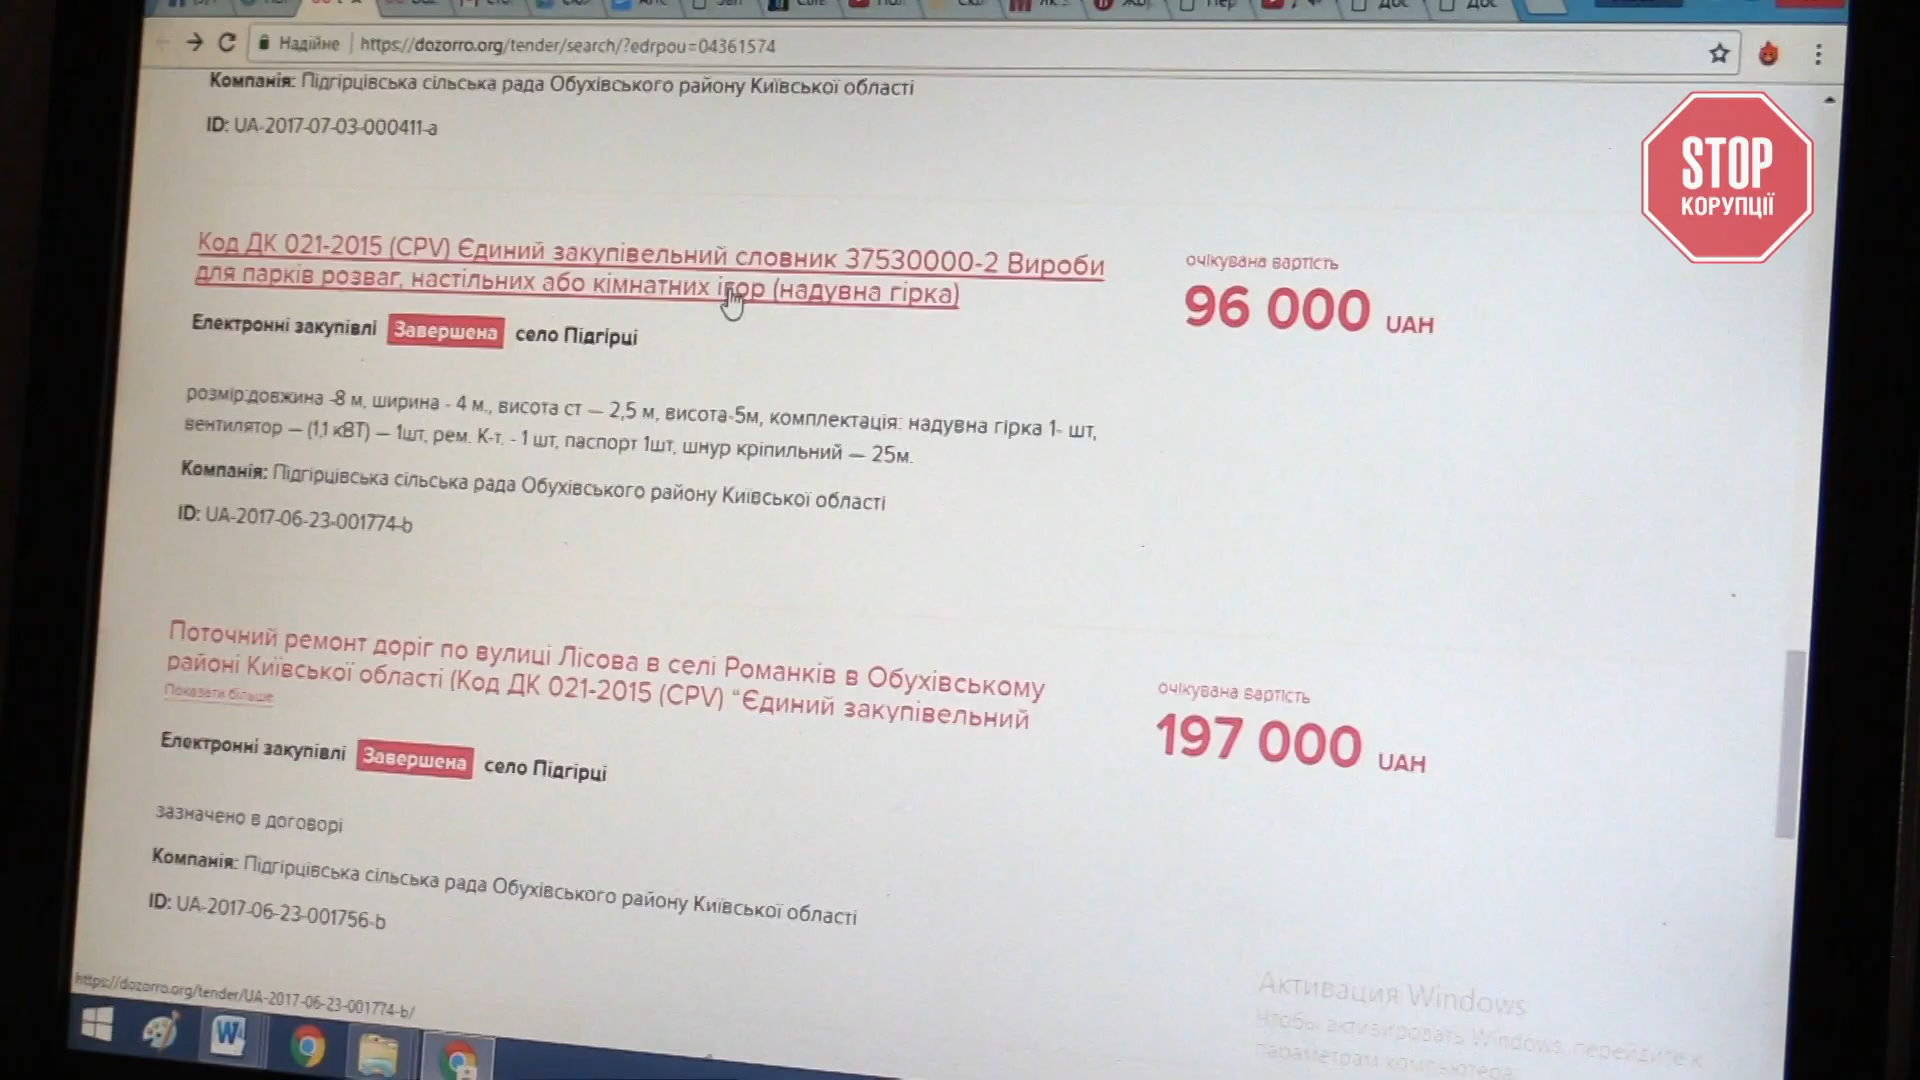 Надійне https://dozorro.org/tender/search/?edrpou=04361574
Компанія: Підгірцівська сільська рада Обухівського району Київської області
ID: UA-2017-07-03-000411-a
STOP
КОРУПЦІЇ
Код ДК 021-2015 (CPV) Єдиний закупівельний словник 37530000-2 Вироби
для парків розваг, настільних або кімнатних ігор (надувна гірка)
очікувана вартість
96 000 UAH
Електронні закупівлі Завершена село Підгірці
розмір:довжина -8 м, ширина - 4 м., висота ст — 2,5 м, висота-5м, комплектація: надувна гірка 1- шт,
вентилятор — (1,1 кВТ) — 1шт, рем. К-т. - 1 шт, паспорт 1шт, шнур кріпильний — 25м.
Компанія: Підгірцівська сільська рада Обухівського району Київської області
ID: UA-2017-06-23-001774-b
Поточний ремонт доріг по вулиці Лісова в селі Романків в Обухівському
районі Київської області (Код ДК 021-2015 (CPV) “Єдиний закупівельний
Показати більше
очікувана вартість
197 000 UAH
Електронні закупівлі Завершена село Підгірці
зазначено в договорі
Компанія: Підгірцівська сільська рада Обухівського району Київської області
ID: UA-2017-06-23-001756-b
https://dozorro.org/tender/UA-2017-06-23-001774-b/
Активация Windows
Чтобы активировать Windows, перейдите к
параметрам компьютера.